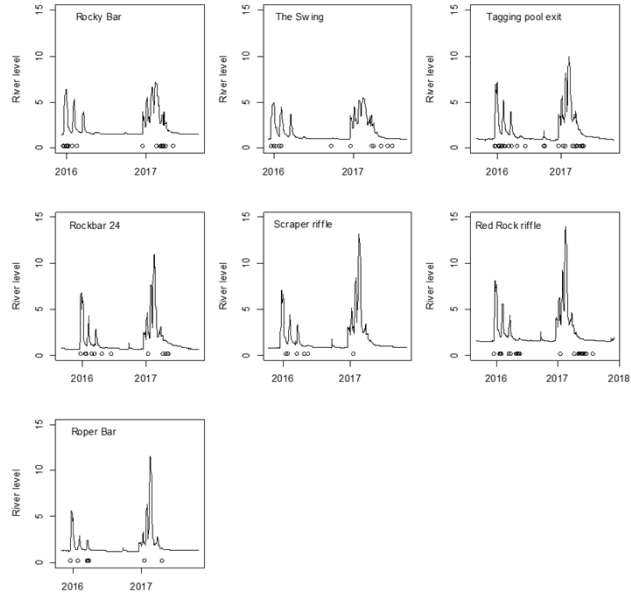 Rocky Bar
River level
15
10
5
0
2016 2017
The Swing
River level
15
10
5
0
2016 2017
Tagging pool exit
River level
15
10
5
0
2016 2017
Rockbar 24
River level
15
10
5
0
2016 2017
Scraper riffle
River level
15
10
5
0
2016 2017
Red Rock riffle
River level
15
10
5
0
2016 2017 2018
Roper Bar
River level
15
10
5
0
2016 2017